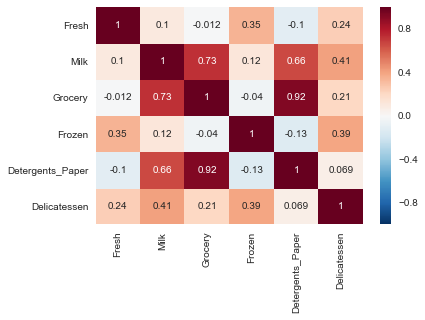 Fresh 1 0.1 -0.012 0.35 -0.1 0.24
Milk 0.1 1 0.73 0.12 0.66 0.41
Grocery -0.012 0.73 1 -0.04 0.92 0.21
Frozen 0.35 0.12 -0.04 1 -0.13 0.39
Detergents_Paper -0.1 0.66 0.92 -0.13 1 0.069
Delicatessen 0.24 0.41 0.21 0.39 0.069 1
Fresh
Milk
Grocery
Frozen
Detergents_Paper
Delicatessen
0.8
0.4
0.0
−0.4
−0.8